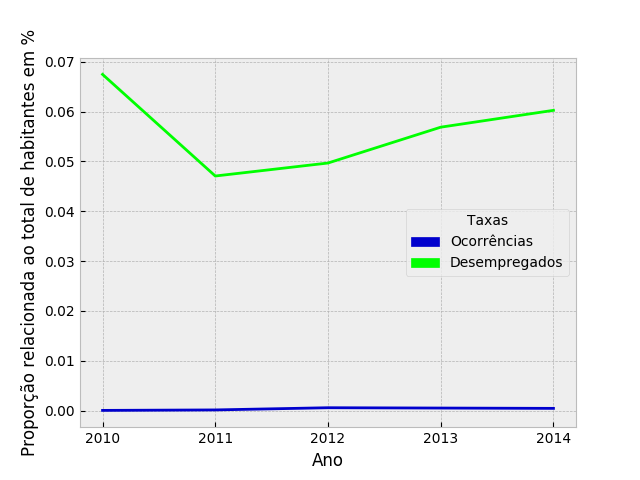 Proporção relacionada ao total de habitantes em %
0.07
0.06
0.05
0.04
0.03
0.02
0.01
0.00
Taxas
Ocorrências
Desempregados
2010 2011 2012 2013 2014
Ano